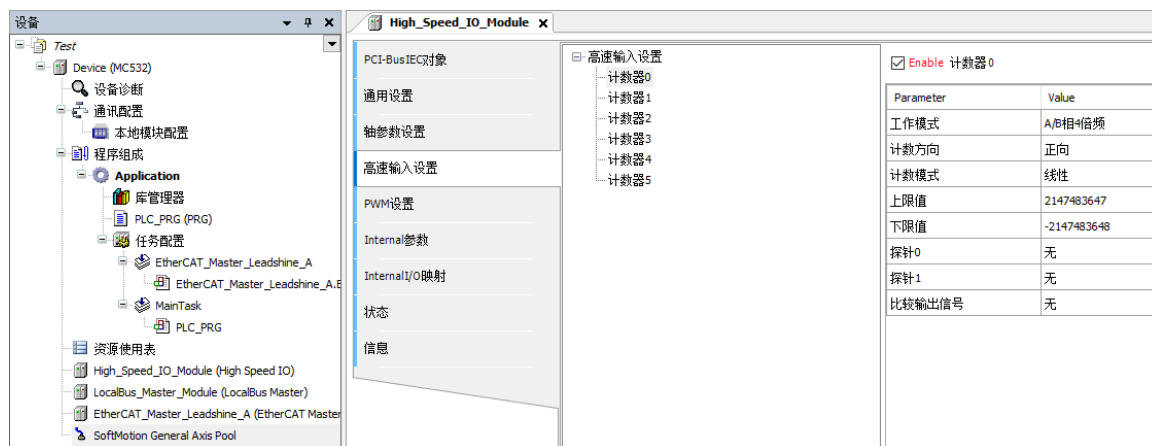 设备
Test
Device (MC532)
设备诊断
通讯配置
本地模块配置
程序组成
Application
库管理器
PLC_PRG (PRG)
任务配置
EtherCAT_Master_Leadshine_A
EtherCAT_Master_Leadshine_A.E
MainTask
PLC_PRG
资源使用表
High_Speed_IO_Module (High Speed IO)
LocalBus_Master_Module (LocalBus Master)
EtherCAT_Master_Leadshine_A (EtherCAT Master
SoftMotion General Axis Pool
High_Speed_IO_Module
PCI-BusIEC对象
通用设置
轴参数设置
高速输入设置
PWM设置
Internal参数
InternalI/O映射
状态
信息
高速输入设置
计数器0
计数器1
计数器2
计数器3
计数器4
计数器5
Enable 计数器0
Parameter Value
工作模式 A/B相4倍频
计数方向 正向
计数模式 线性
上限值 2147483647
下限值 -2147483648
探针0 无
探针1 无
比较输出信号 无